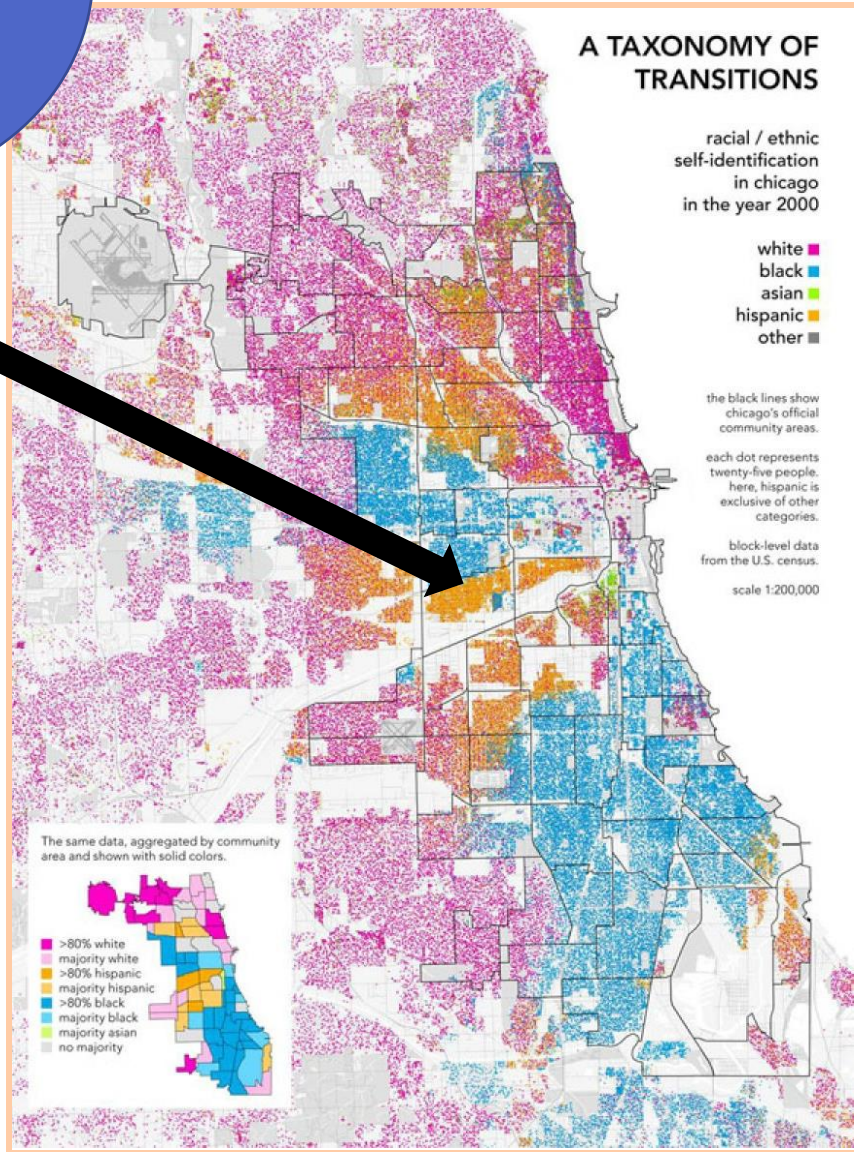 A TAXONOMY OF
TRANSITIONS
racial / ethnic
self-identification
in chicago
in the year 2000
white
black
asian
hispanic
other
the black lines show
chicago's official
community areas.
each dot represents
twenty-five people.
here, hispanic is
exclusive of other
categories.
block-level data
from the U.S. census.
scale 1:200,000
The same data, aggregated by community
area and shown with solid colors.
>80% white
majority white
>80% hispanic
majority hispanic
>80% black
majority black
majority asian
no majority